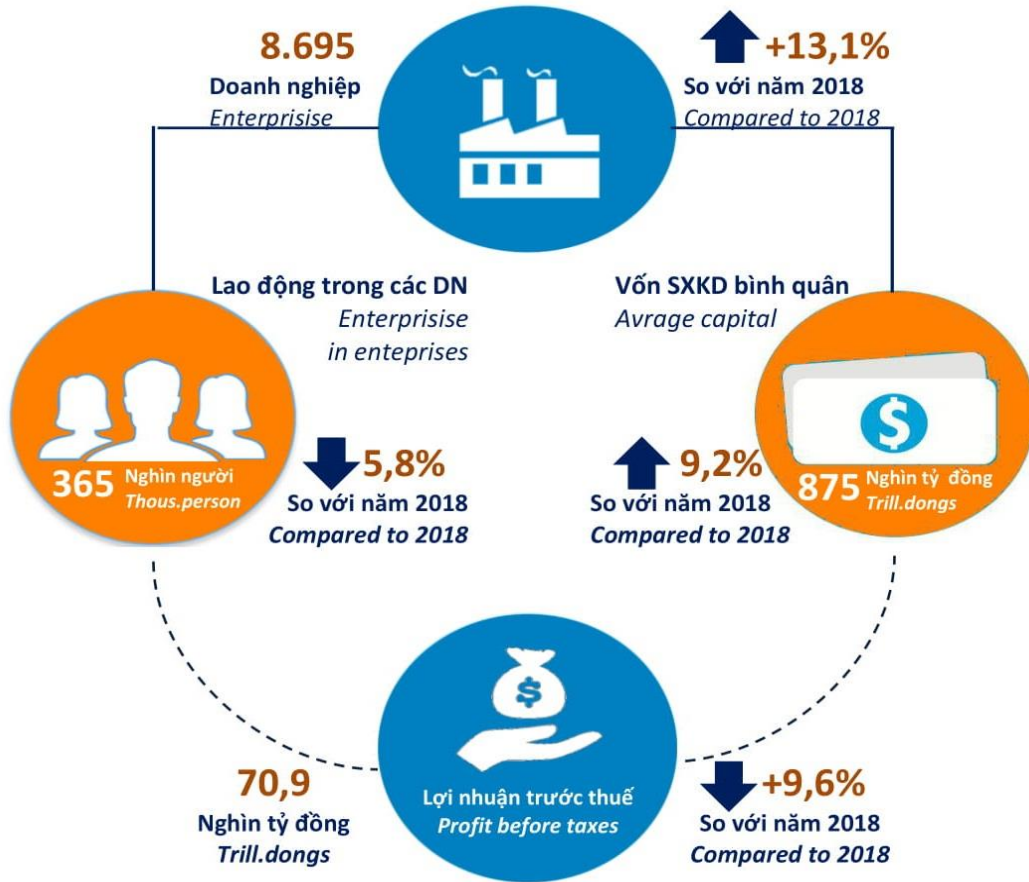 8.695
Doanh nghiệp
Enterprisise
+13,1%
So với năm 2018
Compared to 2018
Lao động trong các DN
Enterprisise
in enteprises
Vốn SXKD bình quân
Avrage capital
365 Nghìn người
Thous.person
5,8%
So với năm 2018
Compared to 2018
9,2%
So với năm 2018
Compared to 2018
$
875 Nghìn tỷ đồng
Trill.dongs
$
Lợi nhuận trước thuế
Profit before taxes
70,9
Nghìn tỷ đồng
Trill.dongs
+9,6%
So với năm 2018
Compared to 2018